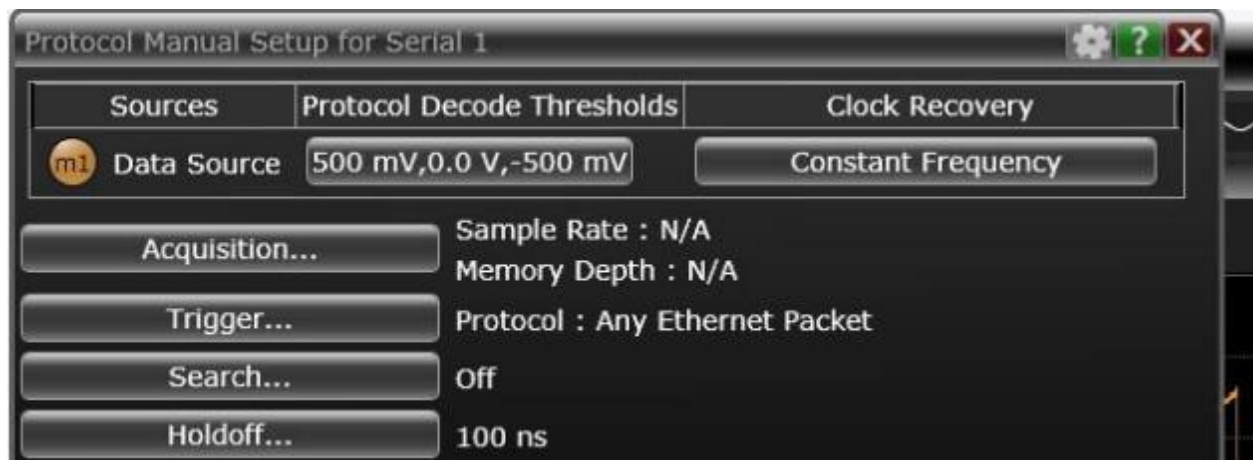 Protocol Manual Setup for Serial 1
?
X
Sources Protocol Decode Thresholds Clock Recovery
m1 Data Source 500 mV,0.0 V,-500 mV Constant Frequency
Acquisition... Sample Rate : N/A
Memory Depth : N/A
Trigger... Protocol : Any Ethernet Packet
Search... Off
Holdoff... 100 ns